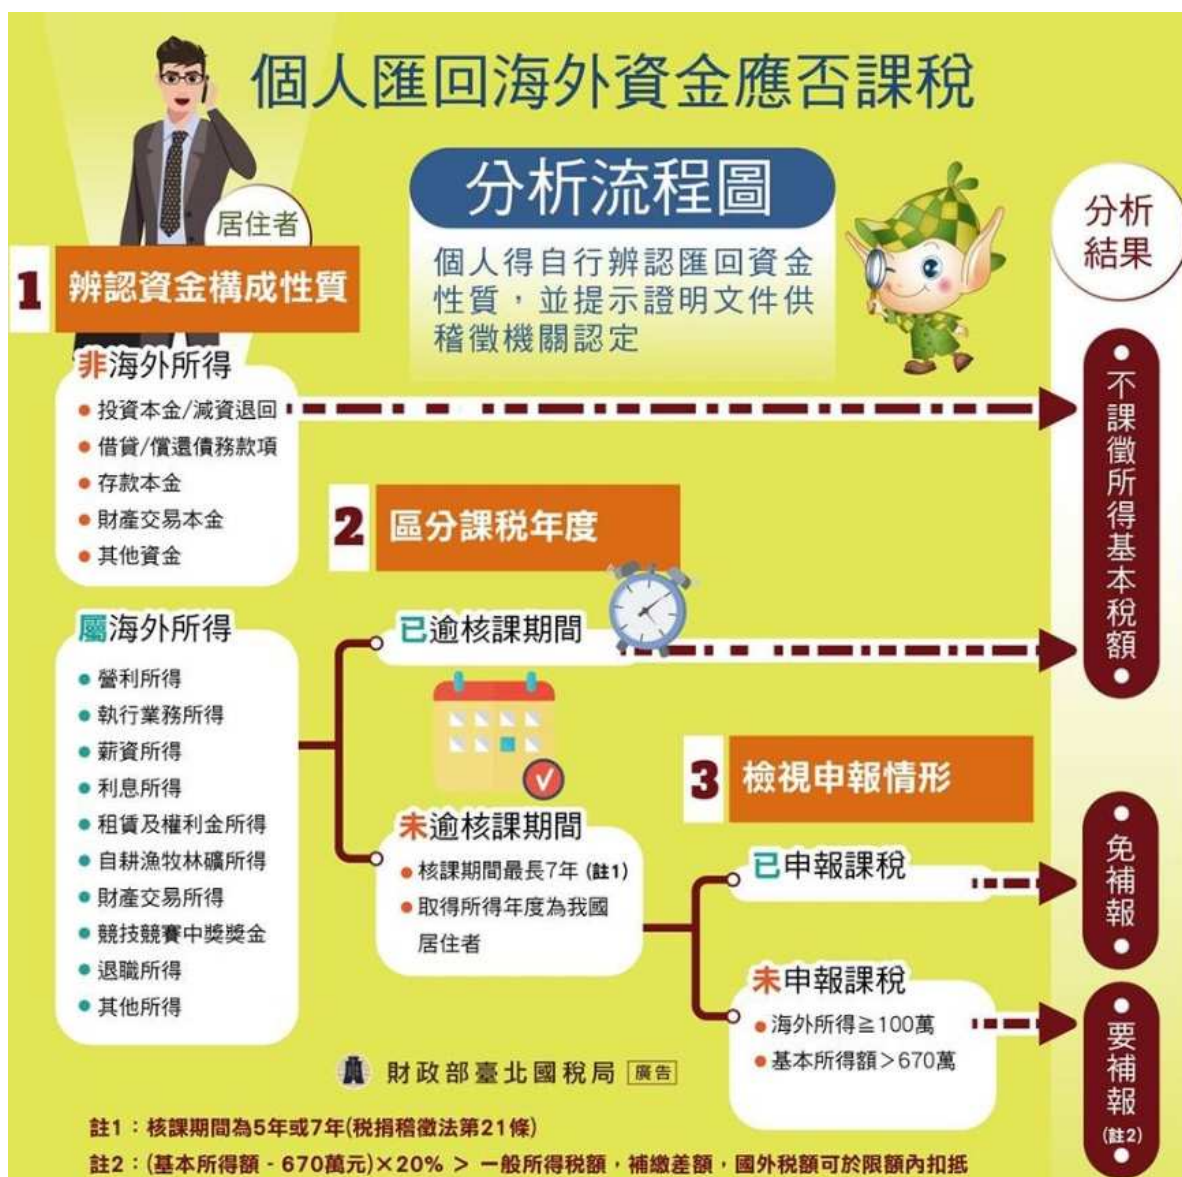 個人匯回海外資金應否課稅
分析流程圖
個人得自行辨認匯回資金
性質，並提示證明文件供
稽徵機關認定
居住者
分析
結果
1 辨認資金構成性質
非海外所得
投資本金/減資退回
借貸/償還債務款項
存款本金
財產交易本金
其他資金
不課徵所得基本稅額
2 區分課稅年度
屬海外所得
營利所得
執行業務所得
薪資所得
利息所得
租賃及權利金所得
自耕漁牧林礦所得
財產交易所得
競技競賽中獎獎金
退職所得
其他所得
已逾核課期間
未逾核課期間
核課期間最長7年 (註1)
取得所得年度為我國
居住者
3 檢視申報情形
已申報課稅
免補報
未申報課稅
海外所得≧100萬
基本所得額＞670萬
要補報
(註2)
財政部臺北國稅局 廣告
註1：核課期間為5年或7年(稅捐稽徵法第21條)
註2：(基本所得額 - 670萬元)×20% ＞ 一般所得稅額，補繳差額，國外稅額可於限額內扣抵